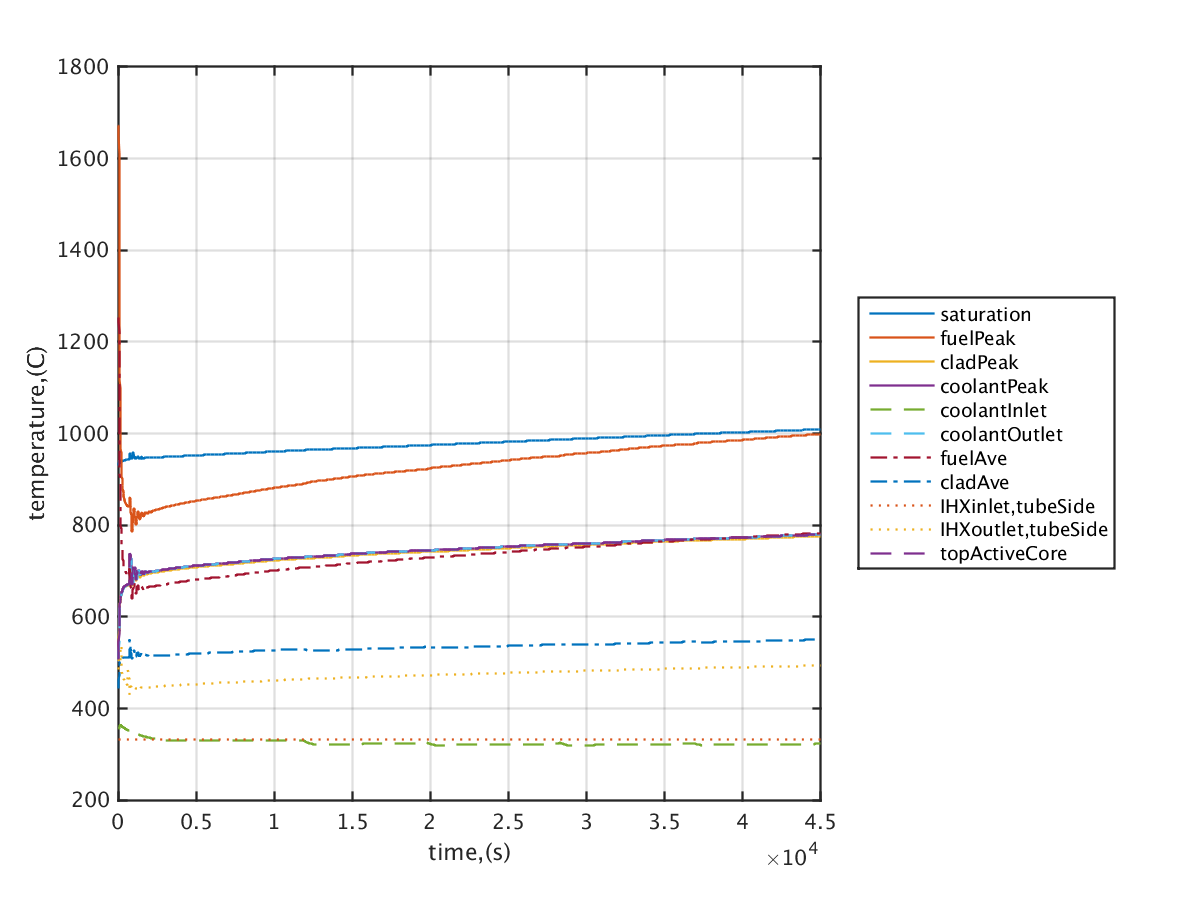 1800
1600
1400
1200
1000
800
600
400
200
temperature,(C)
0 0.5 1 1.5 2 2.5 3 3.5 4 4.5
time,(s)
×10^4
saturation
fuelPeak
cladPeak
coolantPeak
coolantInlet
coolantOutlet
fuelAve
cladAve
IHXinlet,tubeSide
IHXoutlet,tubeSide
topActiveCore